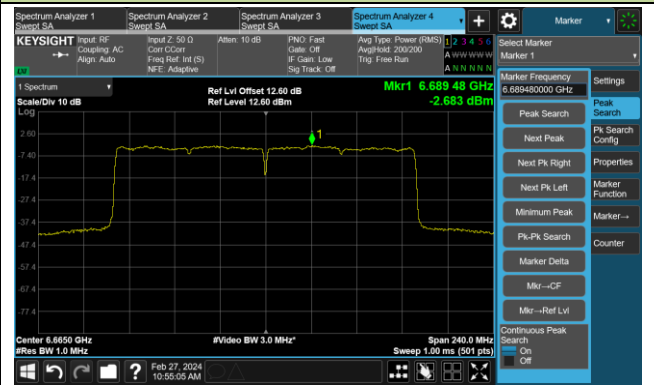 Spectrum Analyzer 1
Swept SA
Spectrum Analyzer 2
Swept SA
Spectrum Analyzer 3
Swept SA
Spectrum Analyzer 4
Swept SA
Marker
KEYSIGHT
Input: RF
Coupling: AC
Align: Auto
Input Z: 50 Ω
Corr CCorr
Freq Ref: Int (S)
NFE: Adaptive
Atten: 10 dB
PNO: Fast
Gate: Off
IF Gain: Low
Sig Track: Off
Avg Type: Power (RMS)
Avg|Hold: 200/200
Trig: Free Run
1 2 3 4 5 6
A W W W W W
A N N N N N
LXI
Select Marker
Marker 1
1 Spectrum
Scale/Div 10 dB
Log
Ref Lvl Offset 12.60 dB
Ref Level 12.60 dBm
Mkr1 6.689 48 GHz
-2.683 dBm
1
2.60
-7.40
-17.4
-27.4
-37.4
-47.4
-57.4
-67.4
-77.4
Center 6.6650 GHz
#Res BW 1.0 MHz
#Video BW 3.0 MHz*
Span 240.0 MHz
Sweep 1.00 ms (501 pts)
Marker Frequency
6.689480000 GHz
Peak Search
Next Peak
Next Pk Right
Next Pk Left
Minimum Peak
Pk-Pk Search
Marker Delta
Mkr→CF
Mkr→Ref Lvl
Continuous Peak
Search
On
Off
Settings
Peak
Search
Pk Search
Config
Properties
Marker
Function
Marker→
Counter
?
Feb 27, 2024
10:55:05 AM